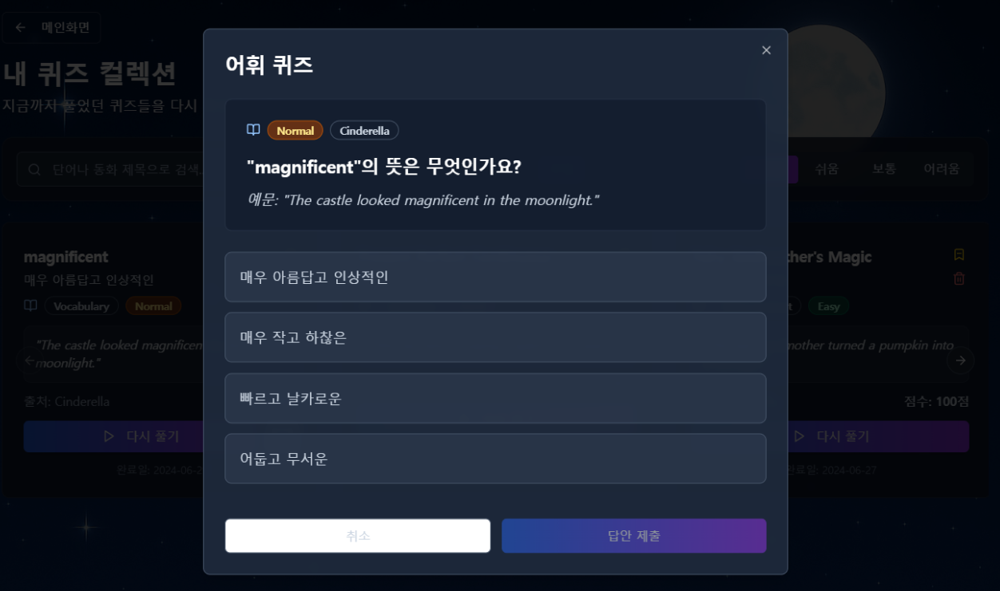 메인화면
내 퀴즈 컬렉션
지금까지 풀었던 퀴즈들을 다시
단어나 동화 제목으로 검색...
쉬움 보통 어려움
어휘 퀴즈
Normal Cinderella
"magnificent"의 뜻은 무엇인가요?
예문: "The castle looked magnificent in the moonlight."
매우 아름답고 인상적인
매우 작고 하찮은
빠르고 날카로운
어둡고 무서운
취소 답안 제출
magnificent
매우 아름답고 인상적인
Vocabulary Normal
"The castle looked magnificen
moonlight."
출처: Cinderella
다시 풀기
완료일: 2024-06-2
ther's Magic
t Easy
mother turned a pumpkin into
점수: 100점
다시 풀기
완료일: 2024-06-27